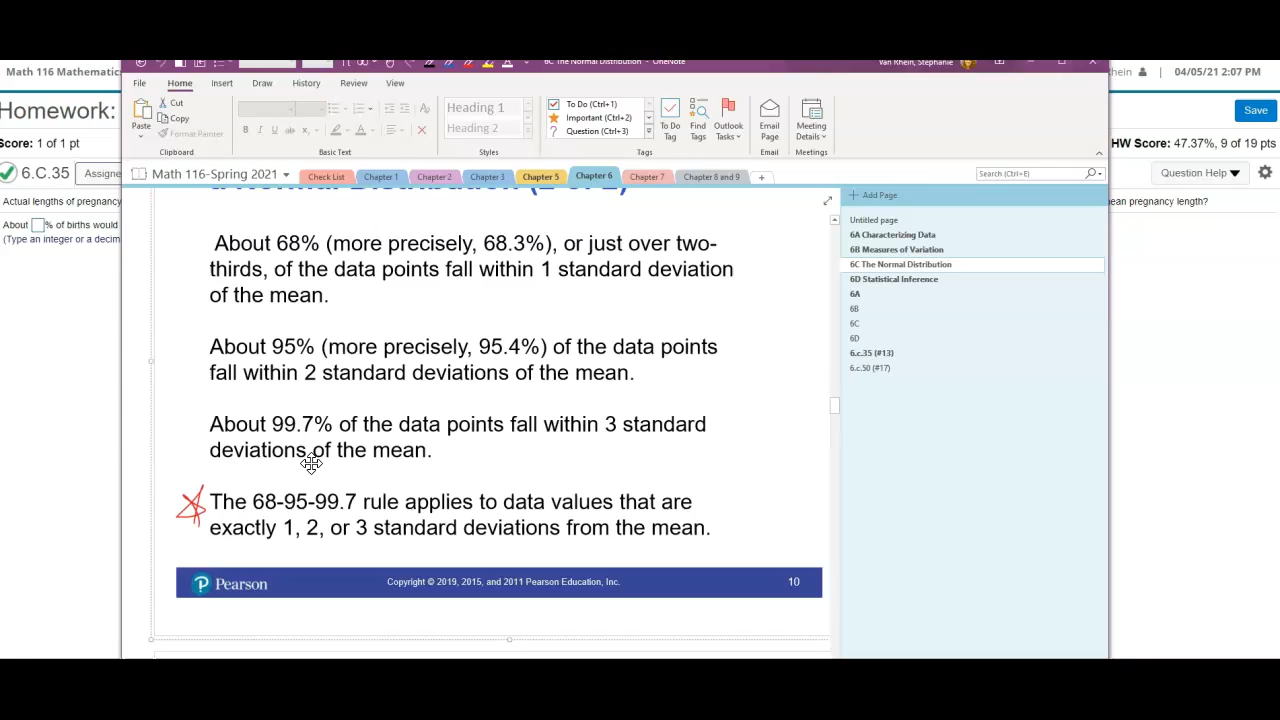 Math 116 Mathematics
Homework:
Score: 1 of 1 pt
6.C.35
Assigne
Actual lengths of pregnancy
About % of births would
(Type an integer or a decim
6C The Normal Distribution - OneNote
Van Rhein, Stephanie
File Home Insert Draw History Review View
Paste
Cut
Copy
Format Painter
Clipboard
Basic Text
Heading 1
Heading 2
Styles
To Do (Ctrl+1)
Important (Ctrl+2)
Question (Ctrl+3)
To Do Tag
Find Tags
Outlook Tasks
Tags
Email Page
Email
Meeting Details
Meetings
Math 116-Spring 2021
Check List Chapter 1 Chapter 2 Chapter 3 Chapter 5 Chapter 6 Chapter 7 Chapter 8 and 9
Search (Ctrl+E)
About 68% (more precisely, 68.3%), or just over two-
thirds, of the data points fall within 1 standard deviation
of the mean.
About 95% (more precisely, 95.4%) of the data points
fall within 2 standard deviations of the mean.
About 99.7% of the data points fall within 3 standard
deviations of the mean.
The 68-95-99.7 rule applies to data values that are
exactly 1, 2, or 3 standard deviations from the mean.
Pearson
Copyright © 2019, 2015, and 2011 Pearson Education, Inc.
10
Add Page
Untitled page
6A Characterizing Data
6B Measures of Variation
6C The Normal Distribution
6D Statistical Inference
6A
6B
6C
6D
6.c.35 (#13)
6.c.50 (#17)
hein
04/05/21 2:07 PM
Save
HW Score: 47.37%, 9 of 19 pts
Question Help
ean pregnancy length?